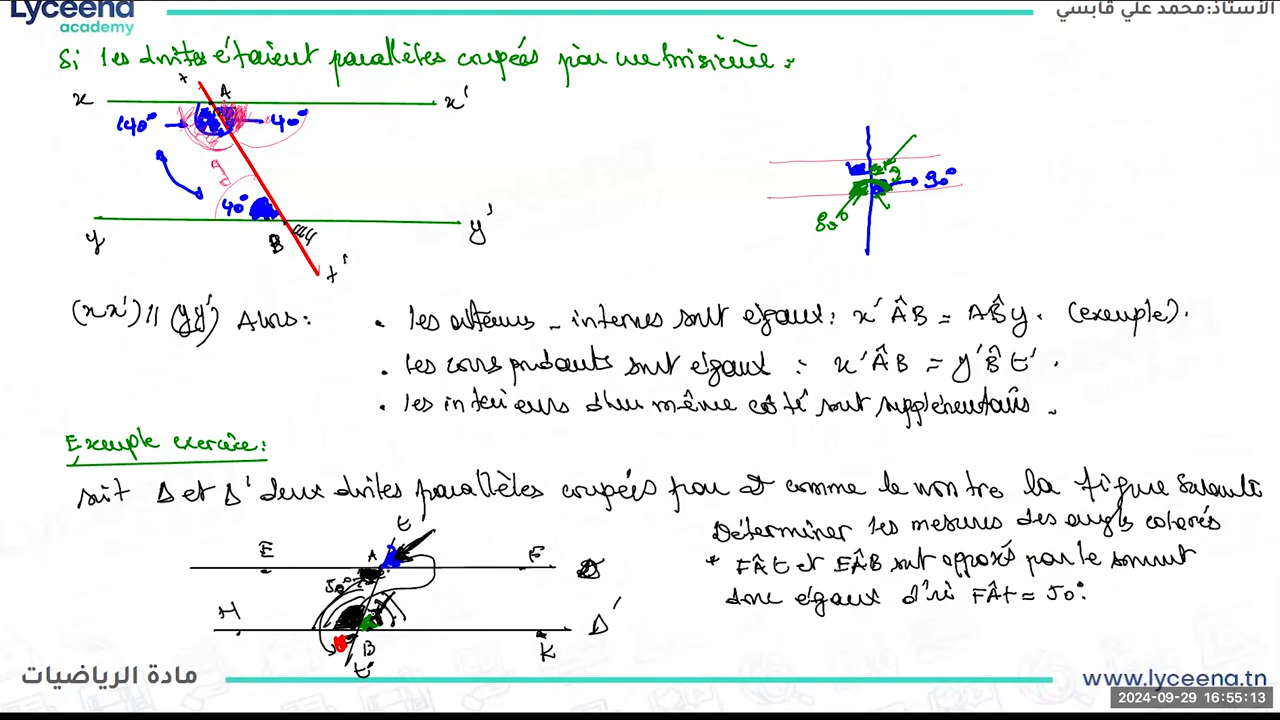 Lyceena
academy
الأستاذ: محمد علي قابسي
Si les droites étaient parallèles coupées par une troisième :
t
A
x
x'
140°
40°
40°
y
B
y'
t'
90°
80°
(xx') // (yy') Alors :
• les alternes - internes sont égaux : x'ÂB = AB̂y. (exemple).
• les correspondants sont égaux : x'ÂB = y'B̂t'.
• les intérieurs d'un même côté sont supplémentaires.
Exemple exercice :
soit Δ et Δ' deux droites parallèles coupées par comme le montre la figure suivante
Déterminer les mesures des angles colorés
* FÂt et EÂB sont opposés par le sommet
donc égaux d'où FÂt = 50°
t
E
A
F
Δ
50°
H
Δ'
B
K
t'
مادة الرياضيات
www.lyceena.tn
2024-09-29 16:55:13